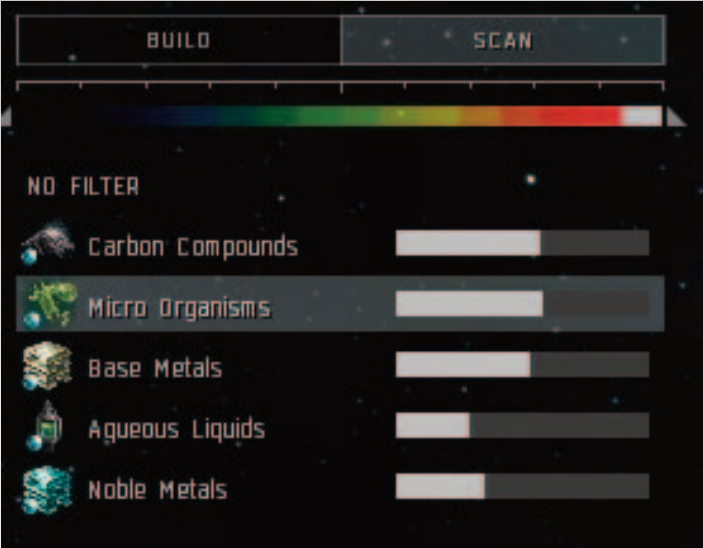 BUILD
SCAN
NO FILTER
Carbon Compounds
Micro Organisms
Base Metals
Aqueous Liquids
Noble Metals